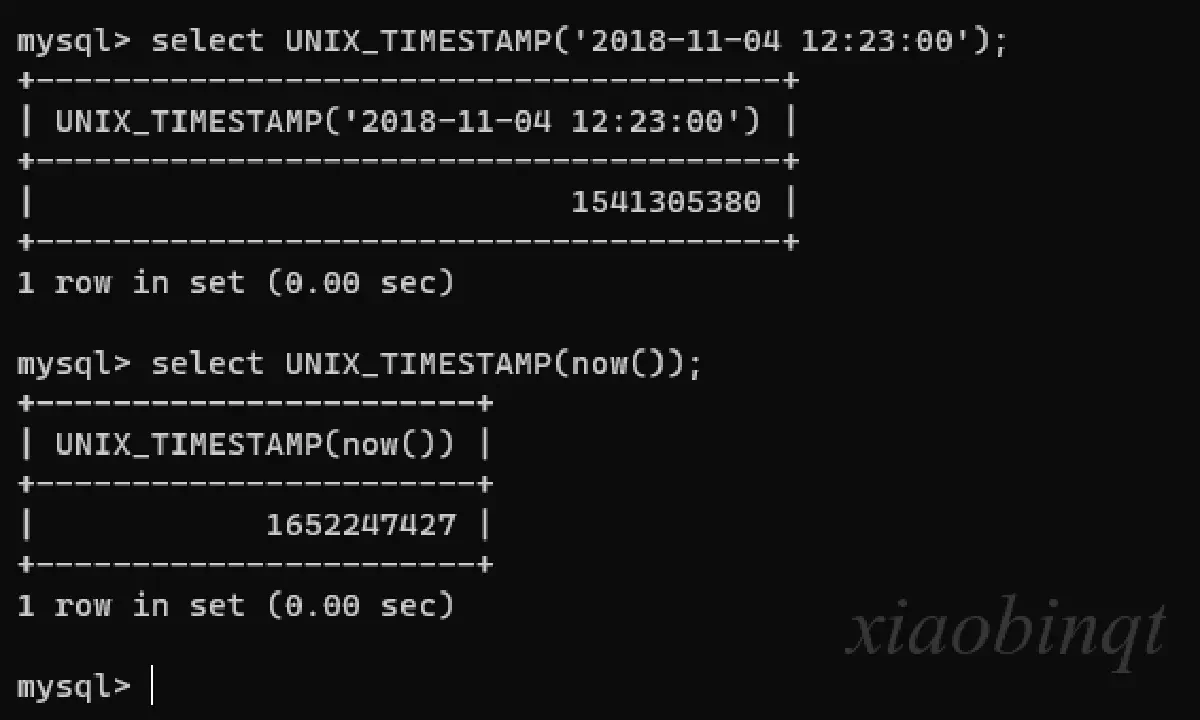 mysql> select UNIX_TIMESTAMP('2018-11-04 12:23:00');
+---------------------------------------+
| UNIX_TIMESTAMP('2018-11-04 12:23:00') |
+---------------------------------------+
|                            1541305380 |
+---------------------------------------+
1 row in set (0.00 sec)

mysql> select UNIX_TIMESTAMP(now());
+-----------------------+
| UNIX_TIMESTAMP(now()) |
+-----------------------+
|            1652247427 |
+-----------------------+
1 row in set (0.00 sec)

mysql>
xiaobinqt